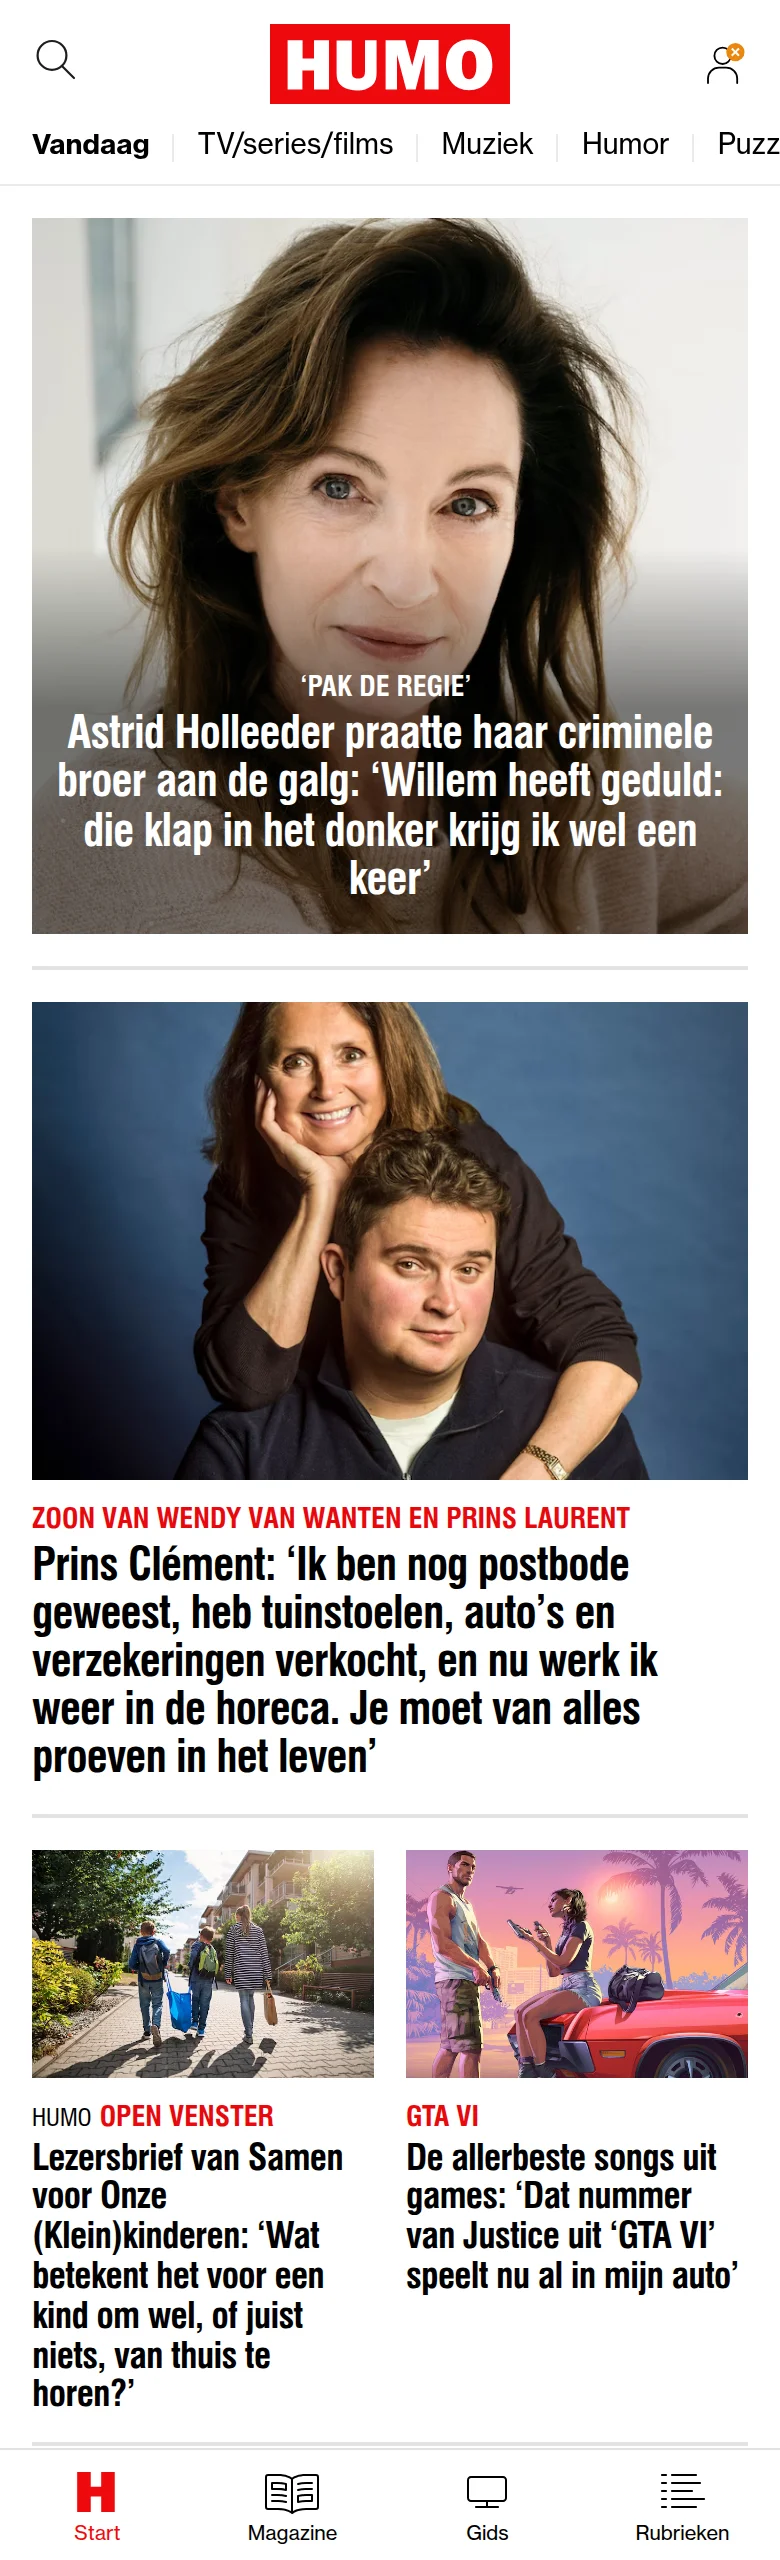 HUMO
Vandaag
TV/series/films
Muziek
Humor
Puzz
‘PAK DE REGIE’
Astrid Holleeder praatte haar criminele
broer aan de galg: ‘Willem heeft geduld:
die klap in het donker krijg ik wel een
keer’
ZOON VAN WENDY VAN WANTEN EN PRINS LAURENT
Prins Clément: ‘Ik ben nog postbode
geweest, heb tuinstoelen, auto’s en
verzekeringen verkocht, en nu werk ik
weer in de horeca. Je moet van alles
proeven in het leven’
HUMO OPEN VENSTER
Lezersbrief van Samen
voor Onze
(Klein)kinderen: ‘Wat
betekent het voor een
kind om wel, of juist
niets, van thuis te
horen?’
GTA VI
De allerbeste songs uit
games: ‘Dat nummer
van Justice uit ‘GTA VI’
speelt nu al in mijn auto’
H
Start
Magazine
Gids
Rubrieken